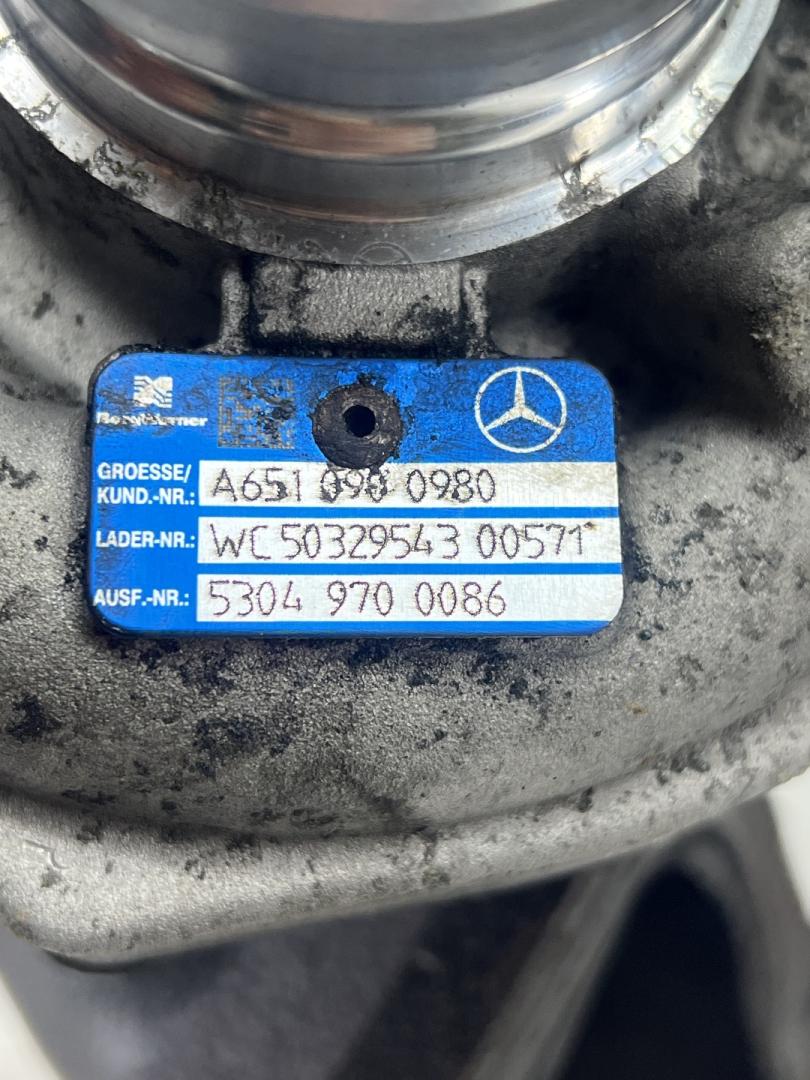 BorgWarner
GROESSE/
KUND.-NR.: A651 090 0980
LADER-NR.: WC 50329543 00571
AUSF.-NR.: 5304 970 0086